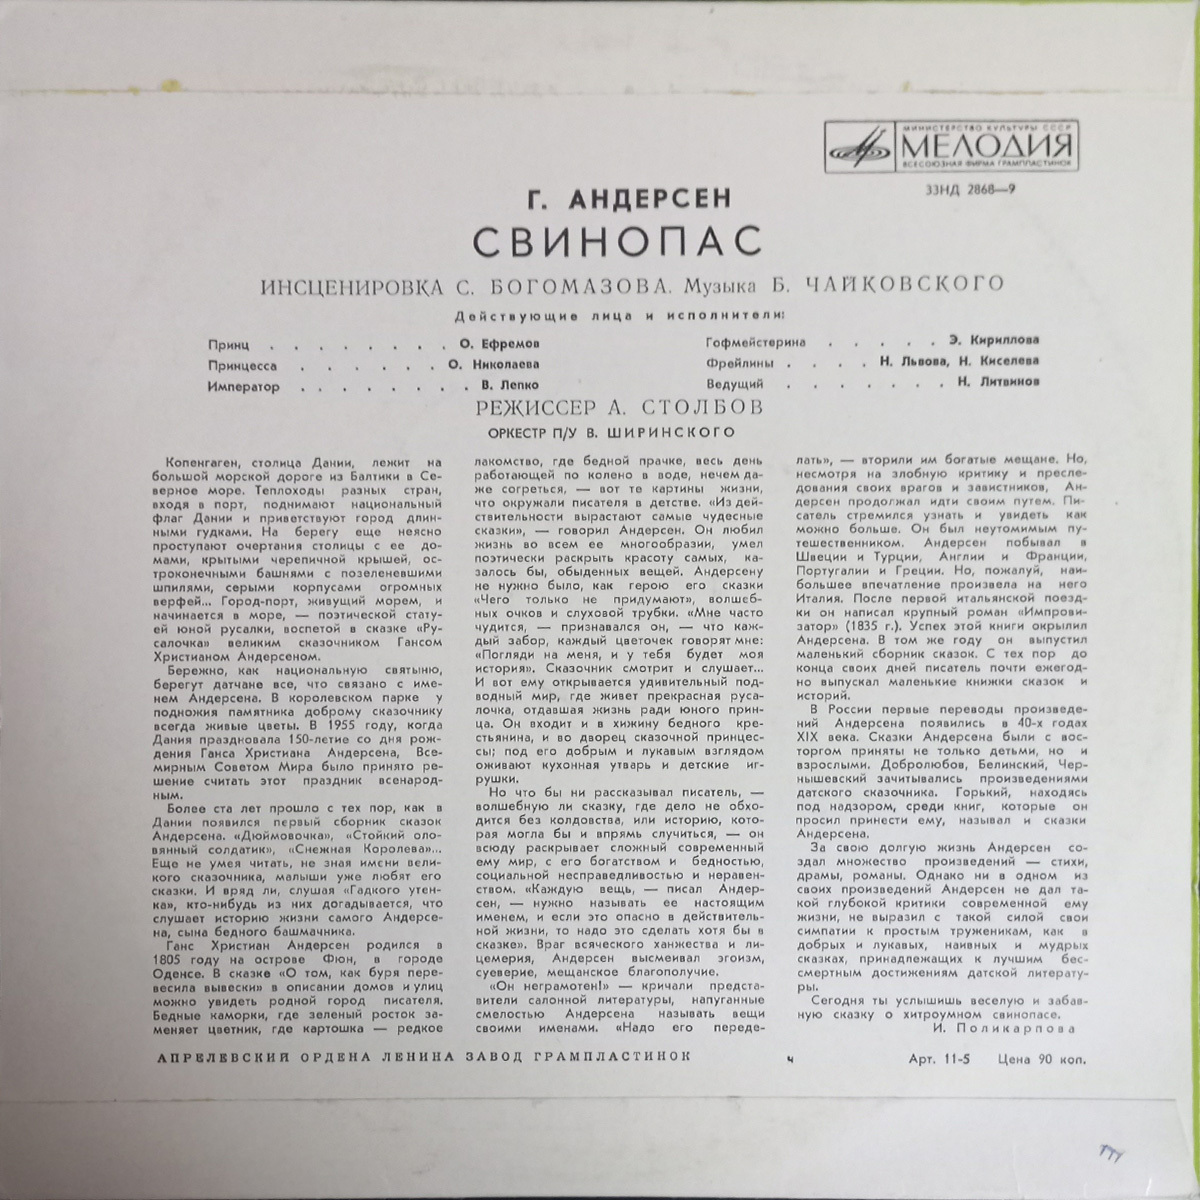 МИНИСТЕРСТВО КУЛЬТУРЫ СССР
МЕЛОДИЯ
ВСЕСОЮЗНАЯ ФИРМА ГРАМПЛАСТИНОК
33НД 2868—9
Г. АНДЕРСЕН
СВИНОПАС
ИНСЦЕНИРОВКА С. БОГОМАЗОВА. Музыка Б. ЧАЙКОВСКОГО
Действующие лица и исполнители:
Принц . . . . . . . . О. Ефремов
Принцесса . . . . . . О. Николаева
Император . . . . . . . . В. Лепко
Гофмейстерина . . . . . Э. Кириллова
Фрейлины . . . . Н. Львова, Н. Киселева
Ведущий . . . . . . . Н. Литвинов
РЕЖИССЕР А. СТОЛБОВ
ОРКЕСТР П/У В. ШИРИНСКОГО
Копенгаген, столица Дании, лежит на
большой морской дороге из Балтики в Се-
верное море. Теплоходы разных стран,
входя в порт, поднимают национальный
флаг Дании и приветствуют город длин-
ными гудками. На берегу еще неясно
проступают очертания столицы с ее до-
мами, крытыми черепичной крышей, ос-
троконечными башнями с позеленевшими
шпилями, серыми корпусами огромных
верфей... Город-порт, живущий морем, и
начинается в море, — поэтической стату-
ей юной русалки, воспетой в сказке «Ру-
салочка» великим сказочником Гансом
Христианом Андерсеном.
Бережно, как национальную святыню,
берегут датчане все, что связано с име-
нем Андерсена. В королевском парке у
подножия памятника доброму сказочнику
всегда живые цветы. В 1955 году, когда
Дания праздновала 150-летие со дня рож-
дения Ганса Христиана Андерсена, Все-
мирным Советом Мира было принято ре-
шение считать этот праздник всенарод-
ным.
Более ста лет прошло с тех пор, как в
Дании появился первый сборник сказок
Андерсена. «Дюймовочка», «Стойкий оло-
вянный солдатик», «Снежная Королева»...
Еще не умея читать, не зная имени вели-
кого сказочника, малыши уже любят его
сказки. И вряд ли, слушая «Гадкого утен-
ка», кто-нибудь из них догадывается, что
слушает историю жизни самого Андерсе-
на, сына бедного башмачника.
Ганс Христиан Андерсен родился в
1805 году на острове Фюн, в городе
Оденсе. В сказке «О том, как буря пере-
весила вывески» в описании домов и улиц
можно увидеть родной город писателя.
Бедные каморки, где зеленый росток за-
меняет цветник, где картошка — редкое
лакомство, где бедной прачке, весь день
работающей по колено в воде, нечем да-
же согреться, — вот те картины жизни,
что окружали писателя в детстве. «Из дей-
ствительности вырастают самые чудесные
сказки», — говорил Андерсен. Он любил
жизнь во всем ее многообразии, умел
поэтически раскрыть красоту самых, ка-
залось бы, обыденных вещей. Андерсену
не нужно было, как герою его сказки
«Чего только не придумают», волшеб-
ных очков и слуховой трубки. «Мне часто
чудится, — признавался он, — что каж-
дый забор, каждый цветочек говорят мне:
«Погляди на меня, и у тебя будет моя
история». Сказочник смотрит и слушает...
И вот ему открывается удивительный под-
водный мир, где живет прекрасная руса-
лочка, отдавшая жизнь ради юного прин-
ца. Он входит и в хижину бедного кре-
стьянина, и во дворец сказочной принцес-
сы; под его добрым и лукавым взглядом
оживают кухонная утварь и детские иг-
рушки.
Но что бы ни рассказывал писатель, —
волшебную ли сказку, где дело не обхо-
дится без колдовства, или историю, кото-
рая могла бы и впрямь случиться, — он
всюду раскрывает сложный современный
ему мир, с его богатством и бедностью,
социальной несправедливостью и неравен-
ством. «Каждую вещь, — писал Андер-
сен, — нужно называть ее настоящим
именем, и если это опасно в действитель-
ной жизни, то надо это сделать хотя бы в
сказке». Враг всяческого ханжества и ли-
цемерия, Андерсен высмеивал эгоизм,
суеверие, мещанское благополучие.
«Он неграмотен!» — кричали предста-
вители салонной литературы, напуганные
смелостью Андерсена называть вещи
своими именами. «Надо его переде-
лать», — вторили им богатые мещане. Но,
несмотря на злобную критику и пресле-
дования своих врагов и завистников, Ан-
дерсен продолжал идти своим путем. Пи-
сатель стремился узнать и увидеть как
можно больше. Он был неутомимым пу-
тешественником. Андерсен побывал в
Швеции и Турции, Англии и Франции,
Португалии и Греции. Но, пожалуй, наи-
большее впечатление произвела на него
Италия. После первой итальянской поезд-
ки он написал крупный роман «Импрови-
затор» (1835 г.). Успех этой книги окрылил
Андерсена. В том же году он выпустил
маленький сборник сказок. С тех пор до
конца своих дней писатель почти ежегод-
но выпускал маленькие книжки сказок и
историй.
В России первые переводы произведе-
ний Андерсена появились в 40-х годах
XIX века. Сказки Андерсена были с вос-
торгом приняты не только детьми, но и
взрослыми. Добролюбов, Белинский, Чер-
нышевский зачитывались произведениями
датского сказочника. Горький, находясь
под надзором, среди книг, которые он
просил принести ему, называл и сказки
Андерсена.
За свою долгую жизнь Андерсен со-
здал множество произведений — стихи,
драмы, романы. Однако ни в одном из
своих произведений Андерсен не дал та-
кой глубокой критики современной ему
жизни, не выразил с такой силой свои
симпатии к простым труженикам, как в
добрых и лукавых, наивных и мудрых
сказках, принадлежащих к лучшим бес-
смертным достижениям датской литерату-
ры.
Сегодня ты услышишь веселую и забав-
ную сказку о хитроумном свинопасе.
И. Поликарпова
АПРЕЛЕВСКИЙ ОРДЕНА ЛЕНИНА ЗАВОД ГРАМПЛАСТИНОК
ч
Арт. 11-5 Цена 90 коп.